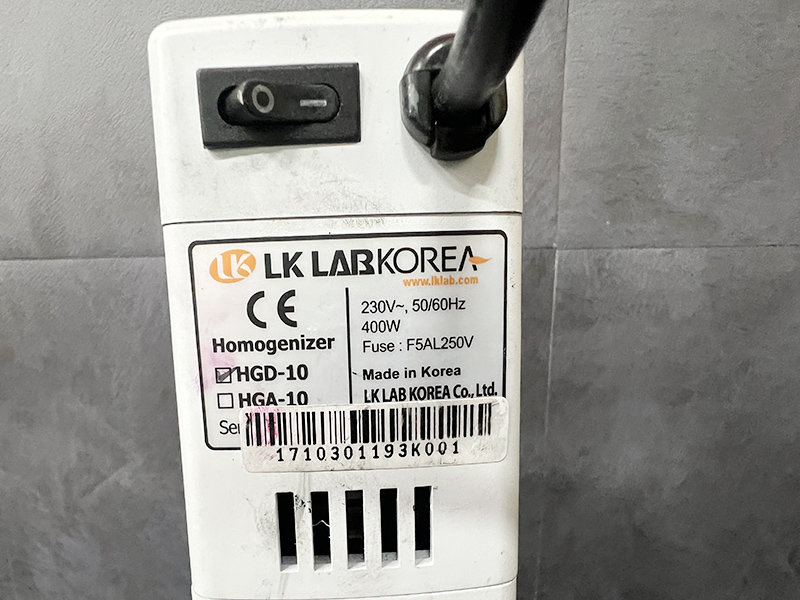 LK LK LABKOREA
www.lklab.com
CE
Homogenizer
HGD-10
HGA-10
230V~, 50/60Hz
400W
Fuse : F5AL250V
Made in Korea
LK LAB KOREA Co., Ltd.
1710301193K001